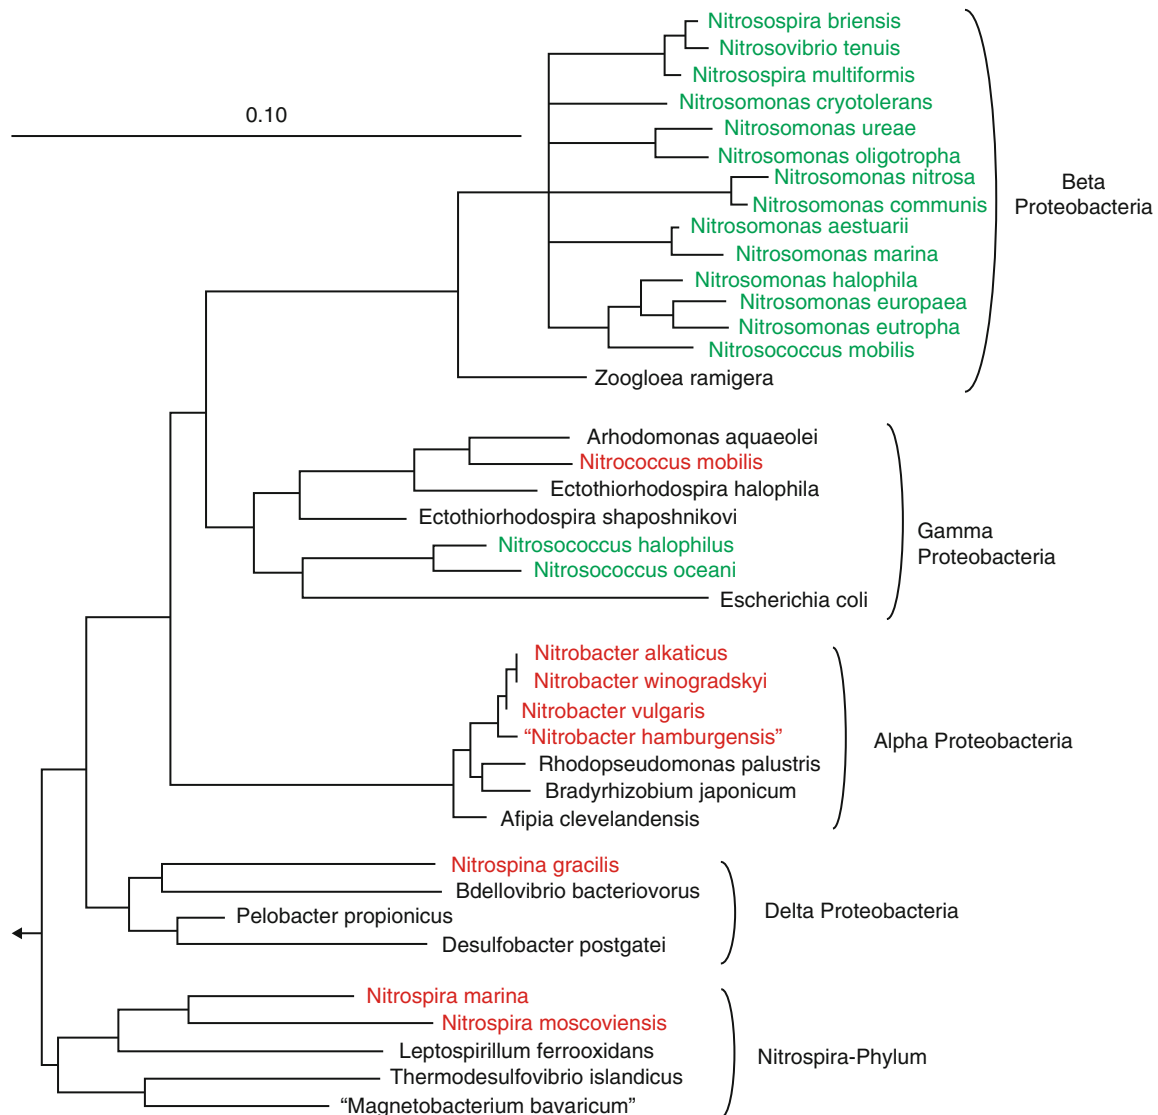 Nitrosospira briensis
Nitrosovibrio tenuis
Nitrosospira multiformis
Nitrosomonas cryotolerans
0.10
Nitrosomonas ureae
Nitrosomonas oligotropha
Nitrosomonas nitrosa
Nitrosomonas communis
Nitrosomonas aestuarii
Nitrosomonas marina
Nitrosomonas halophila
Nitrosomonas europaea
Nitrosomonas eutropha
Nitrosococcus mobilis
Zoogloea ramigera
Beta
Proteobacteria
Arhodomonas aquaeolei
Nitrococcus mobilis
Ectothiorhodospira halophila
Ectothiorhodospira shaposhnikovi
Nitrosococcus halophilus
Nitrosococcus oceani
Escherichia coli
Gamma
Proteobacteria
Nitrobacter alkaticus
Nitrobacter winogradskyi
Nitrobacter vulgaris
“Nitrobacter hamburgensis”
Rhodopseudomonas palustris
Bradyrhizobium japonicum
Afipia clevelandensis
Alpha Proteobacteria
Nitrospina gracilis
Bdellovibrio bacteriovorus
Pelobacter propionicus
Desulfobacter postgatei
Delta Proteobacteria
Nitrospira marina
Nitrospira moscoviensis
Leptospirillum ferrooxidans
Thermodesulfovibrio islandicus
“Magnetobacterium bavaricum”
Nitrospira-Phylum